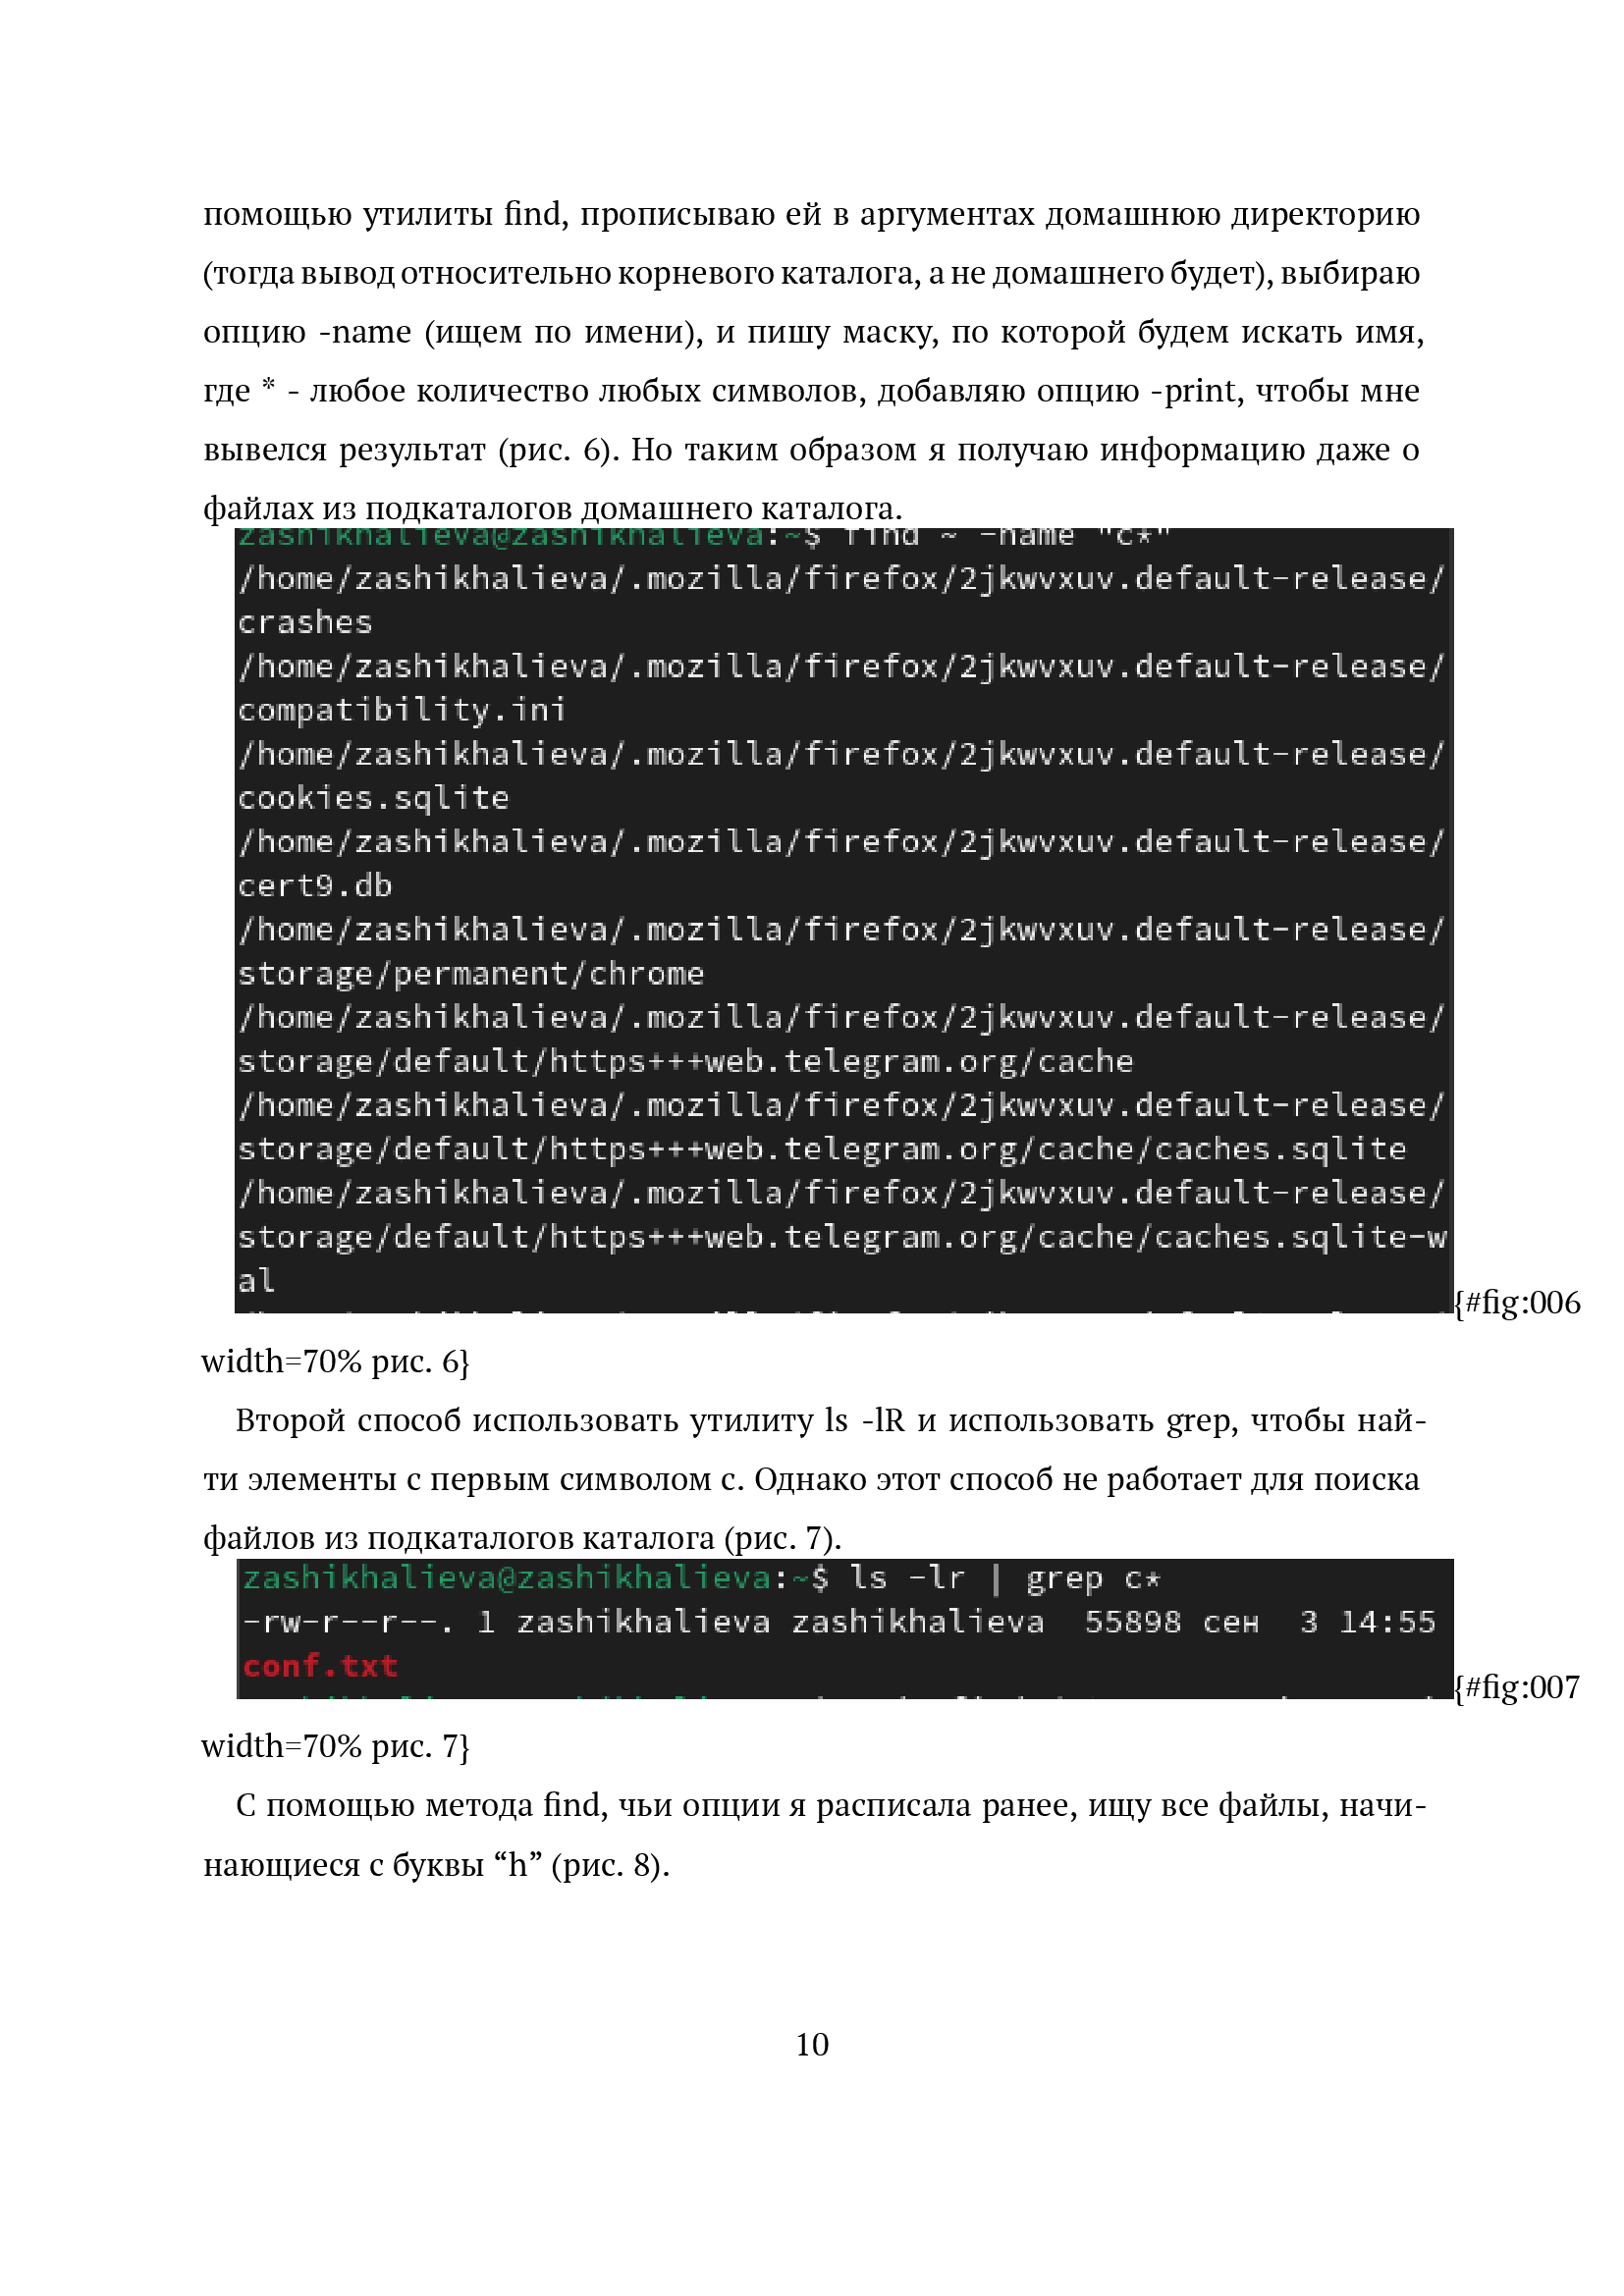 помощью утилиты find, прописываю ей в аргументах домашнюю директорию
(тогда вывод относительно корневого каталога, а не домашнего будет), выбираю
опцию -name (ищем по имени), и пишу маску, по которой будем искать имя,
где * - любое количество любых символов, добавляю опцию -print, чтобы мне
вывелся результат (рис. 6). Но таким образом я получаю информацию даже о
файлах из подкаталогов домашнего каталога.
zashikhalieva@zashikhalieva:~$ find ~ -name "c*"
/home/zashikhalieva/.mozilla/firefox/2jkwvxuv.default-release/
crashes
/home/zashikhalieva/.mozilla/firefox/2jkwvxuv.default-release/
compatibility.ini
/home/zashikhalieva/.mozilla/firefox/2jkwvxuv.default-release/
cookies.sqlite
/home/zashikhalieva/.mozilla/firefox/2jkwvxuv.default-release/
cert9.db
/home/zashikhalieva/.mozilla/firefox/2jkwvxuv.default-release/
storage/permanent/chrome
/home/zashikhalieva/.mozilla/firefox/2jkwvxuv.default-release/
storage/default/https+++web.telegram.org/cache
/home/zashikhalieva/.mozilla/firefox/2jkwvxuv.default-release/
storage/default/https+++web.telegram.org/cache/caches.sqlite
/home/zashikhalieva/.mozilla/firefox/2jkwvxuv.default-release/
storage/default/https+++web.telegram.org/cache/caches.sqlite-w
al
{#fig:006
width=70% рис. 6}
Второй способ использовать утилиту ls -lR и использовать grep, чтобы най-
ти элементы с первым символом c. Однако этот способ не работает для поиска
файлов из подкаталогов каталога (рис. 7).
zashikhalieva@zashikhalieva:~$ ls -lr | grep c*
-rw-r--r--. 1 zashikhalieva zashikhalieva  55898 сен  3 14:55
conf.txt
{#fig:007
width=70% рис. 7}
С помощью метода find, чьи опции я расписала ранее, ищу все файлы, начи-
нающиеся с буквы “h” (рис. 8).
10